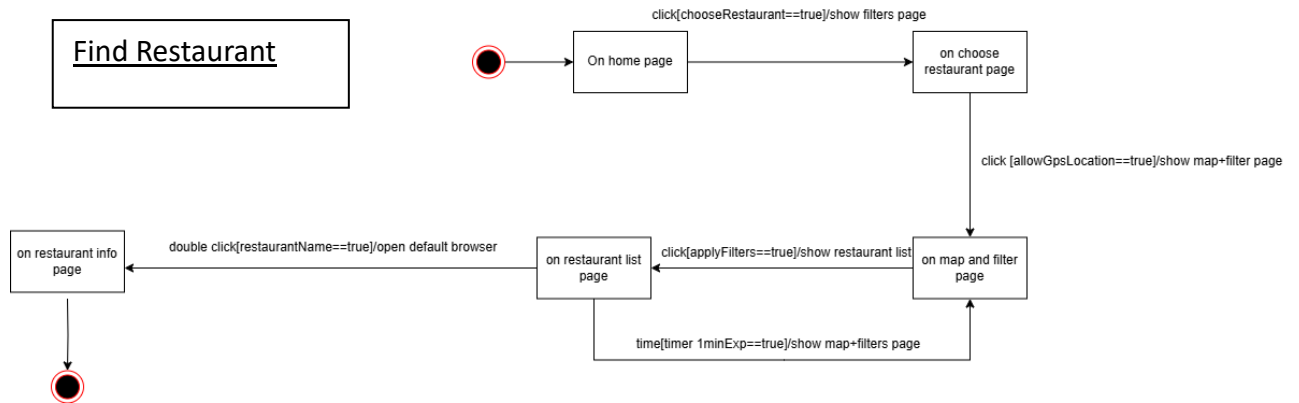 click[chooseRestaurant==true]/show filters page
Find Restaurant
On home page
on choose
restaurant page
click [allowGpsLocation==true]/show map+filter page
on restaurant info
page
double click[restaurantName==true]/open default browser
on restaurant list
page
click[applyFilters==true]/show restaurant list
on map and filter
page
time[timer 1minExp==true]/show map+filters page